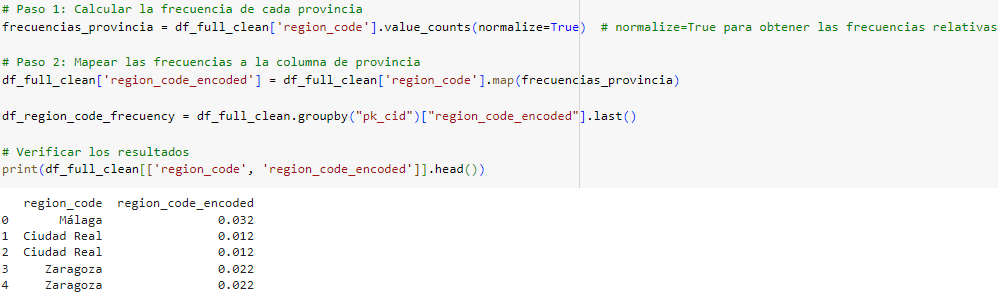 # Paso 1: Calcular la frecuencia de cada provincia
frecuencias_provincia = df_full_clean['region_code'].value_counts(normalize=True)  # normalize=True para obtener las frecuencias relativas
# Paso 2: Mapear las frecuencias a la columna de provincia
df_full_clean['region_code_encoded'] = df_full_clean['region_code'].map(frecuencias_provincia)
df_region_code_frecuency = df_full_clean.groupby("pk_cid")["region_code_encoded"].last()
# Verificar los resultados
print(df_full_clean[['region_code', 'region_code_encoded']].head())
region_code  region_code_encoded
0       Málaga                0.032
1  Ciudad Real                0.012
2  Ciudad Real                0.012
3     Zaragoza                0.022
4     Zaragoza                0.022